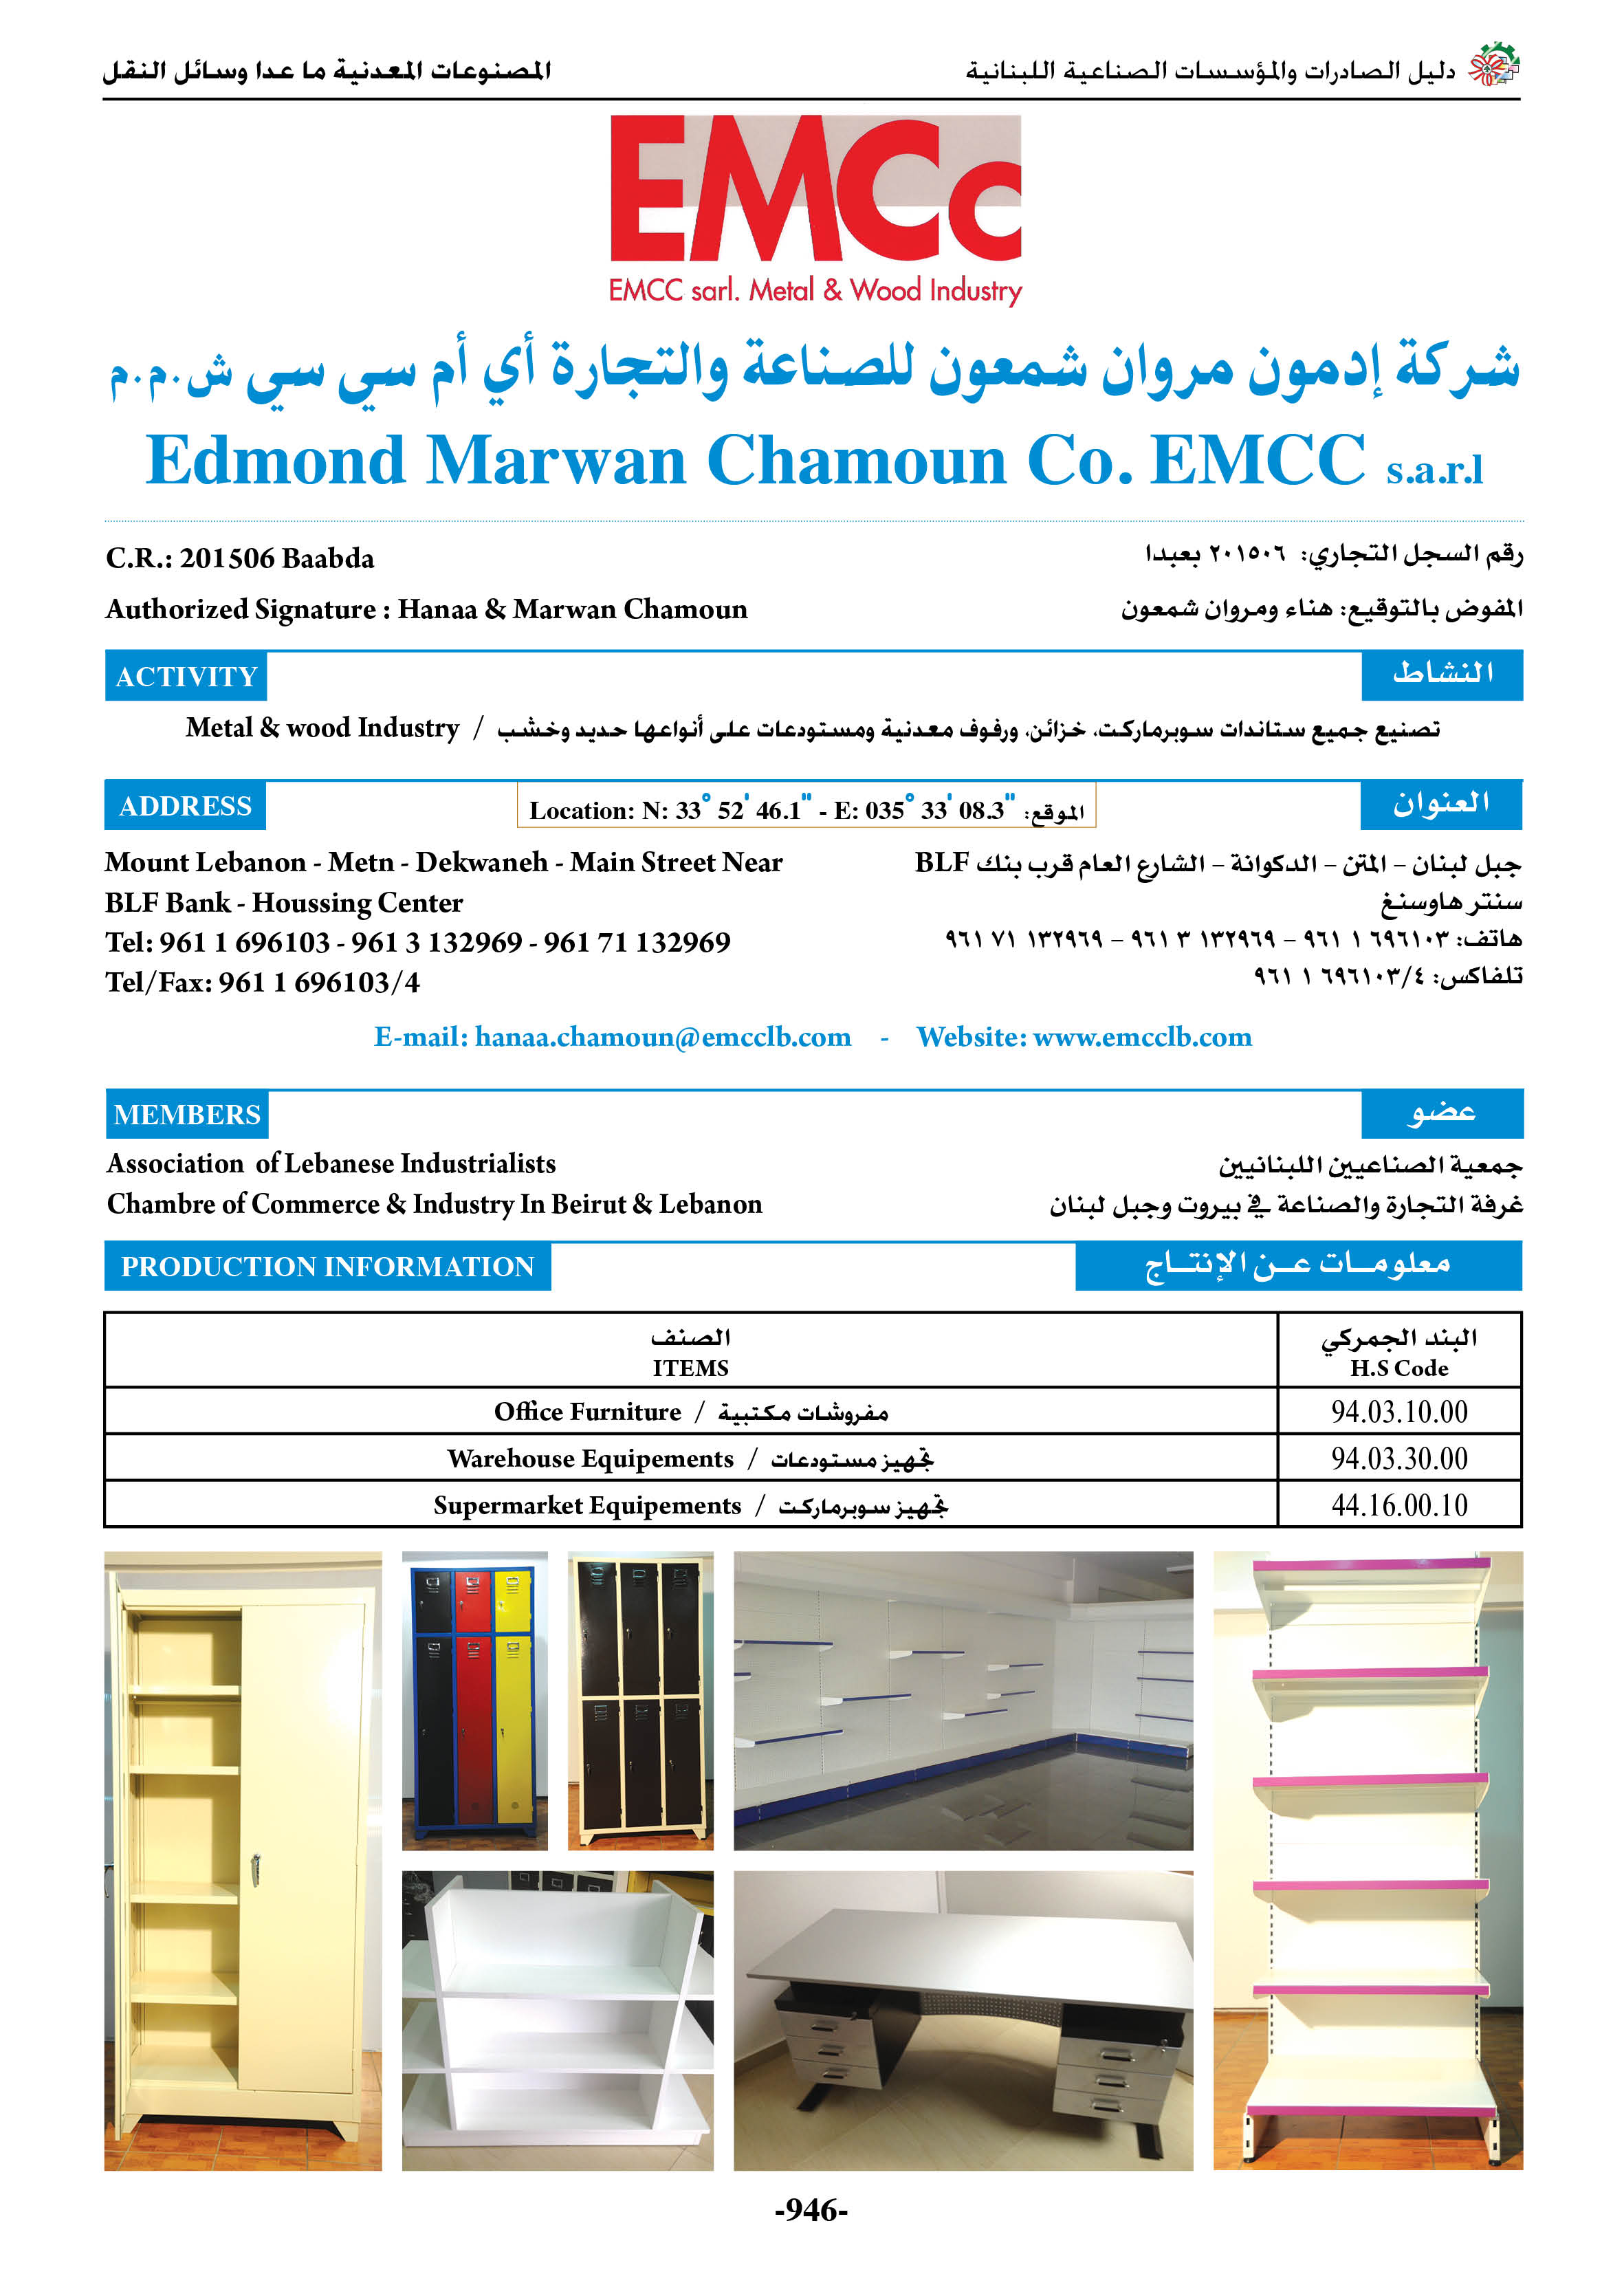 دليل الصادرات والمؤسسات الصناعية اللبنانية
المصنوعات المعدنية ما عدا وسائل النقل
EMCc
EMCC sarl. Metal & Wood Industry
شركة إدمون مروان شمعون للصناعة والتجارة أي أم سي سي ش.م.م
Edmond Marwan Chamoun Co. EMCC s.a.r.l
C.R.: 201506 Baabda
رقم السجل التجاري: ٢٠١٥٠٦ بعبدا
Authorized Signature : Hanaa & Marwan Chamoun
المفوض بالتوقيع: هناء ومروان شمعون
ACTIVITY
النشاط
Metal & wood Industry / تصنيع جميع ستاندات سوبرماركت، خزائن، ورفوف معدنية ومستودعات على أنواعها حديد وخشب
ADDRESS
Location: N: 33° 52' 46.1" - E: 035° 33' 08.3" الموقع:
العنوان
Mount Lebanon - Metn - Dekwaneh - Main Street Near
BLF Bank - Houssing Center
Tel: 961 1 696103 - 961 3 132969 - 961 71 132969
Tel/Fax: 961 1 696103/4
جبل لبنان – المتن – الدكوانة – الشارع العام قرب بنك BLF
سنتر هاوسنغ
هاتف: ٦٩٦١٠٣ ١ ٩٦١ – ١٣٢٩٦٩ ٣ ٩٦١ – ١٣٢٩٦٩ ٧١ ٩٦١
تلفاكس: ٦٩٦١٠٣/٤ ١ ٩٦١
E-mail: hanaa.chamoun@emcclb.com - Website: www.emcclb.com
MEMBERS
عضو
Association of Lebanese Industrialists
Chambre of Commerce & Industry In Beirut & Lebanon
جمعية الصناعيين اللبنانيين
غرفة التجارة والصناعة في بيروت وجبل لبنان
PRODUCTION INFORMATION
معلومات عن الإنتاج
الصنف
ITEMS
البند الجمركي
H.S Code
Office Furniture / مفروشات مكتبية
94.03.10.00
Warehouse Equipements / تجهيز مستودعات
94.03.30.00
Supermarket Equipements / تجهيز سوبرماركت
44.16.00.10
-946-